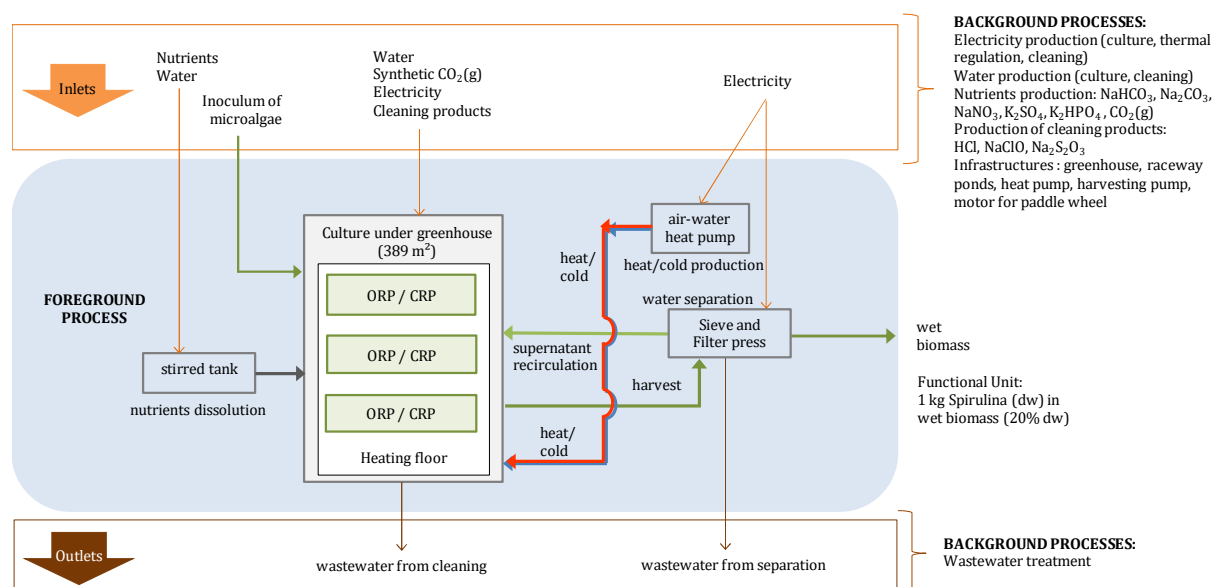 Inlets
Nutrients
Water
Inoculum of
microalgae
Water
Synthetic CO₂(g)
Electricity
Cleaning products
Electricity
BACKGROUND PROCESSES:
Electricity production (culture, thermal
regulation, cleaning)
Water production (culture, cleaning)
Nutrients production: NaHCO₃, Na₂CO₃,
NaNO₃, K₂SO₄, K₂HPO₄ , CO₂(g)
Production of cleaning products:
HCl, NaClO, Na₂S₂O₃
Infrastructures : greenhouse, raceway
ponds, heat pump, harvesting pump,
motor for paddle wheel
FOREGROUND
PROCESS
stirred tank
nutrients dissolution
Culture under greenhouse
(389 m²)
ORP / CRP
ORP / CRP
ORP / CRP
Heating floor
heat/
cold
air-water
heat pump
heat/cold production
water separation
Sieve and
Filter press
supernatant
recirculation
harvest
heat/
cold
wet
biomass
Functional Unit:
1 kg Spirulina (dw) in
wet biomass (20% dw)
Outlets
wastewater from cleaning
wastewater from separation
BACKGROUND PROCESSES:
Wastewater treatment